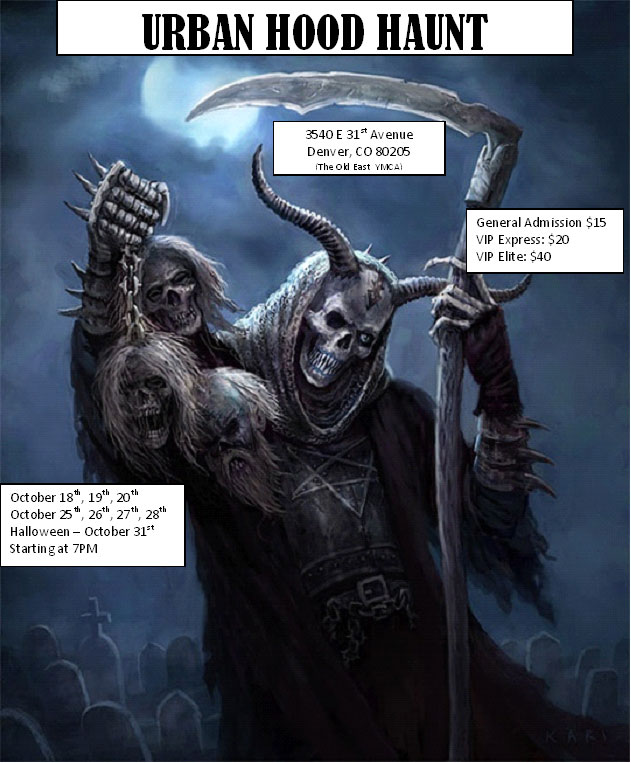 URBAN HOOD HAUNT
3540 E 31st Avenue
Denver, CO 80205
(The Old East YMCA)
General Admission $15
VIP Express: $20
VIP Elite: $40
October 18th, 19th, 20th
October 25th, 26th, 27th, 28th
Halloween – October 31st
Starting at 7PM
KARI